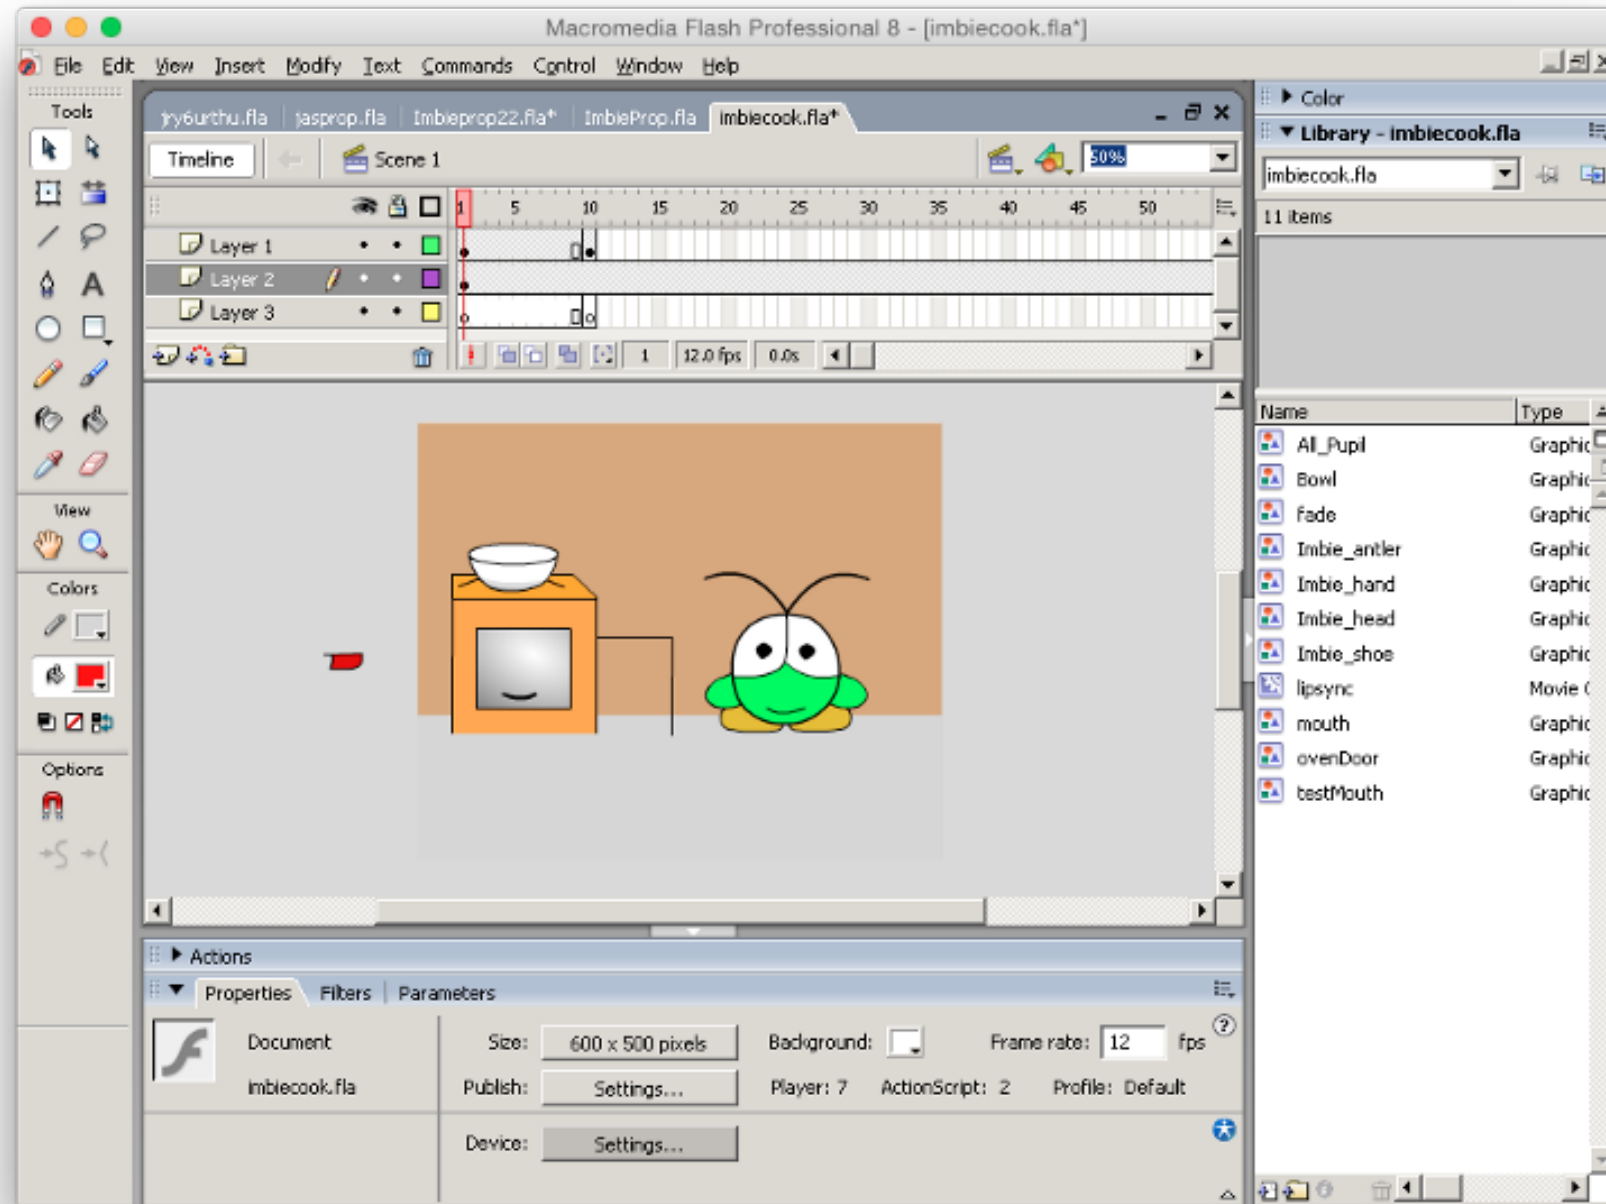 Macromedia Flash Professional 8 - [imbiecook.fla*]
File Edit View Insert Modify Text Commands Control Window Help
Tools
jry6urthu.fla jasprop.fla Imbieprop22.fla* ImbieProp.fla imbiecook.fla*
Timeline Scene 1 50%
1 5 10 15 20 25 30 35 40 45 50
Layer 1
Layer 2
Layer 3
1 12.0 fps 0.0s
View
Colors
Options
Color
Library - imbiecook.fla
imbiecook.fla
11 items
Name Type
All_Pupil Graphic
Bowl Graphic
fade Graphic
Imbie_antler Graphic
Imbie_hand Graphic
Imbie_head Graphic
Imbie_shoe Graphic
lipsync Movie C
mouth Graphic
ovenDoor Graphic
testMouth Graphic
Actions
Properties Filters Parameters
Document Size: 600 x 500 pixels Background: Frame rate: 12 fps
imbiecook.fla Publish: Settings... Player: 7 ActionScript: 2 Profile: Default
Device: Settings...